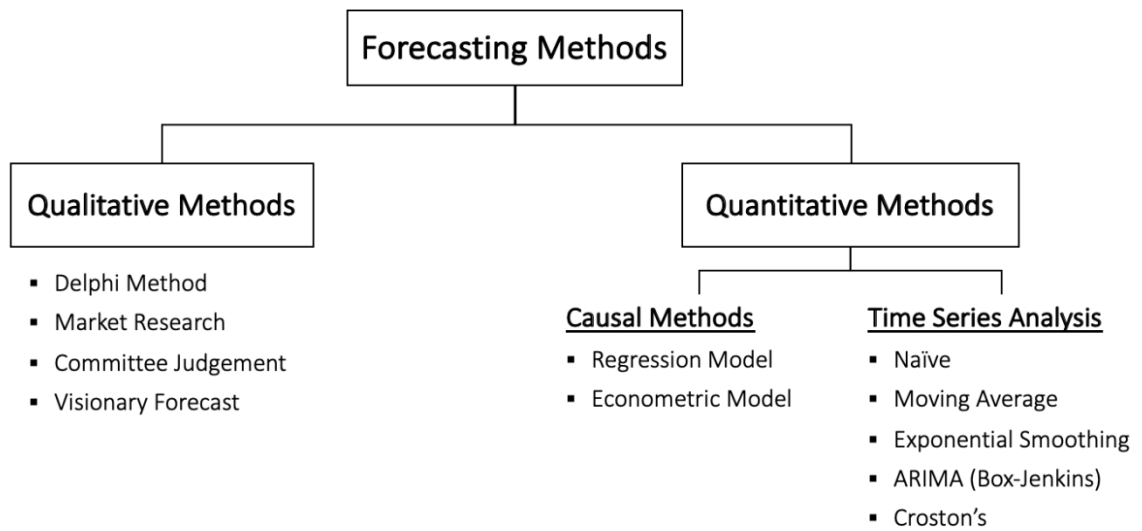 Forecasting Methods
Qualitative Methods
Quantitative Methods
▪ Delphi Method
▪ Market Research
▪ Committee Judgement
▪ Visionary Forecast
Causal Methods
▪ Regression Model
▪ Econometric Model
Time Series Analysis
▪ Naïve
▪ Moving Average
▪ Exponential Smoothing
▪ ARIMA (Box-Jenkins)
▪ Croston's